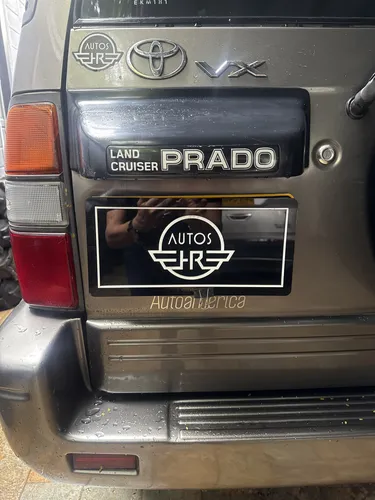 AUTOS
HR
VX
LAND
CRUISER PRADO
AUTOS
HR
Autoamerica